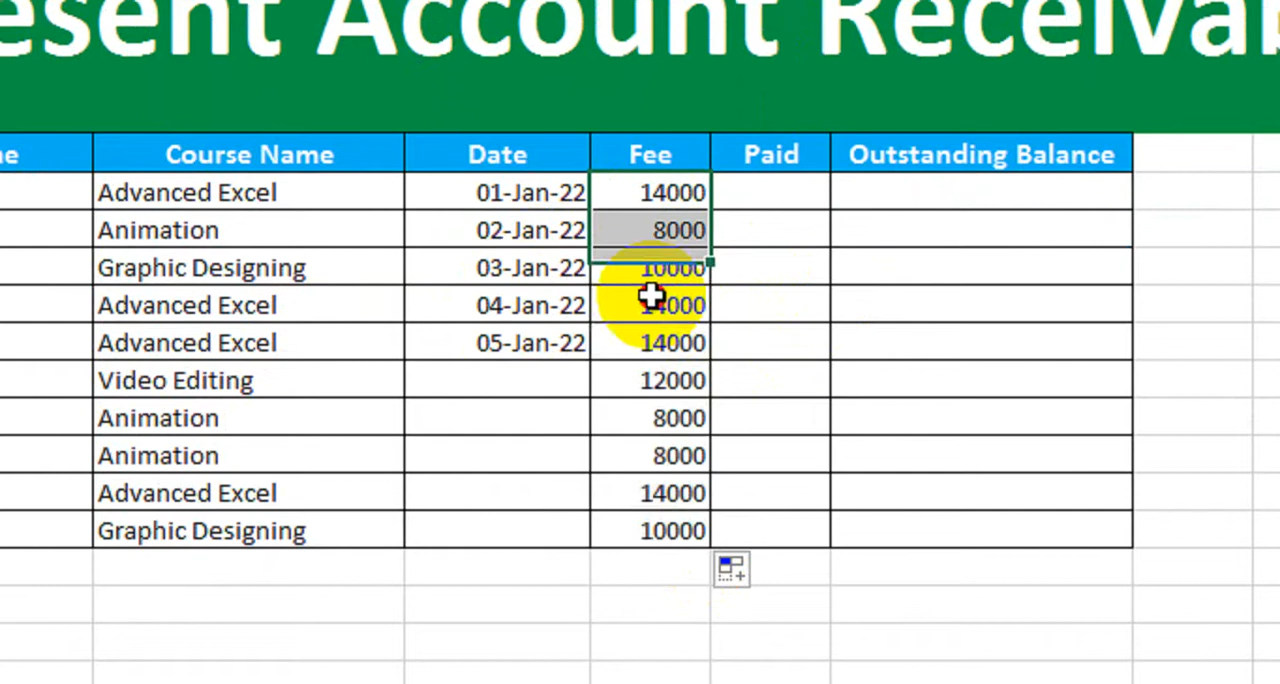 esent Account Receivab
e Course Name Date Fee Paid Outstanding Balance
Advanced Excel 01-Jan-22 14000
Animation 02-Jan-22 8000
Graphic Designing 03-Jan-22 10000
Advanced Excel 04-Jan-22 14000
Advanced Excel 05-Jan-22 14000
Video Editing 12000
Animation 8000
Animation 8000
Advanced Excel 14000
Graphic Designing 10000